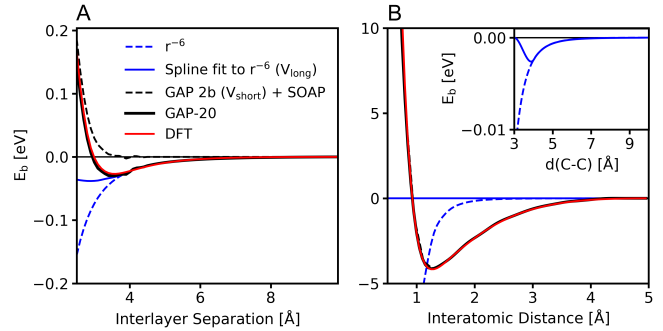 A
0.2
0.1
0.0
−0.1
−0.2
E_b [eV]
r⁻⁶
Spline fit to r⁻⁶ (V_long)
GAP 2b (V_short) + SOAP
GAP-20
DFT
4
6
8
Interlayer Separation [Å]
B
10
5
0
−5
1
2
3
4
5
Interatomic Distance [Å]
0.00
−0.01
E_b [eV]
3
5
7
9
d(C-C) [Å]